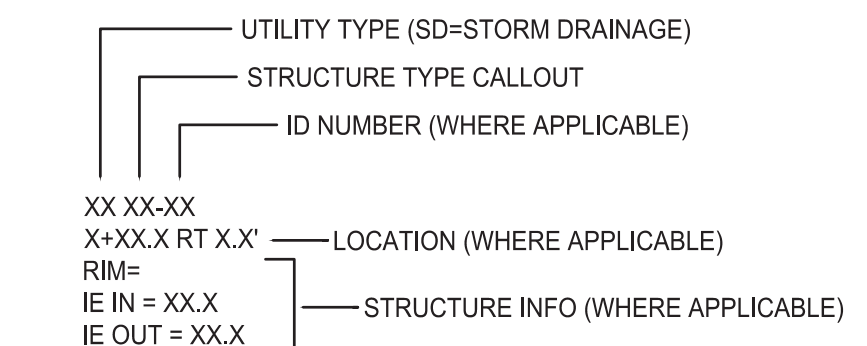 UTILITY TYPE (SD=STORM DRAINAGE)
STRUCTURE TYPE CALLOUT
ID NUMBER (WHERE APPLICABLE)
XX XX-XX
X+XX.X RT X.X' LOCATION (WHERE APPLICABLE)
RIM=
IE IN = XX.X STRUCTURE INFO (WHERE APPLICABLE)
IE OUT = XX.X